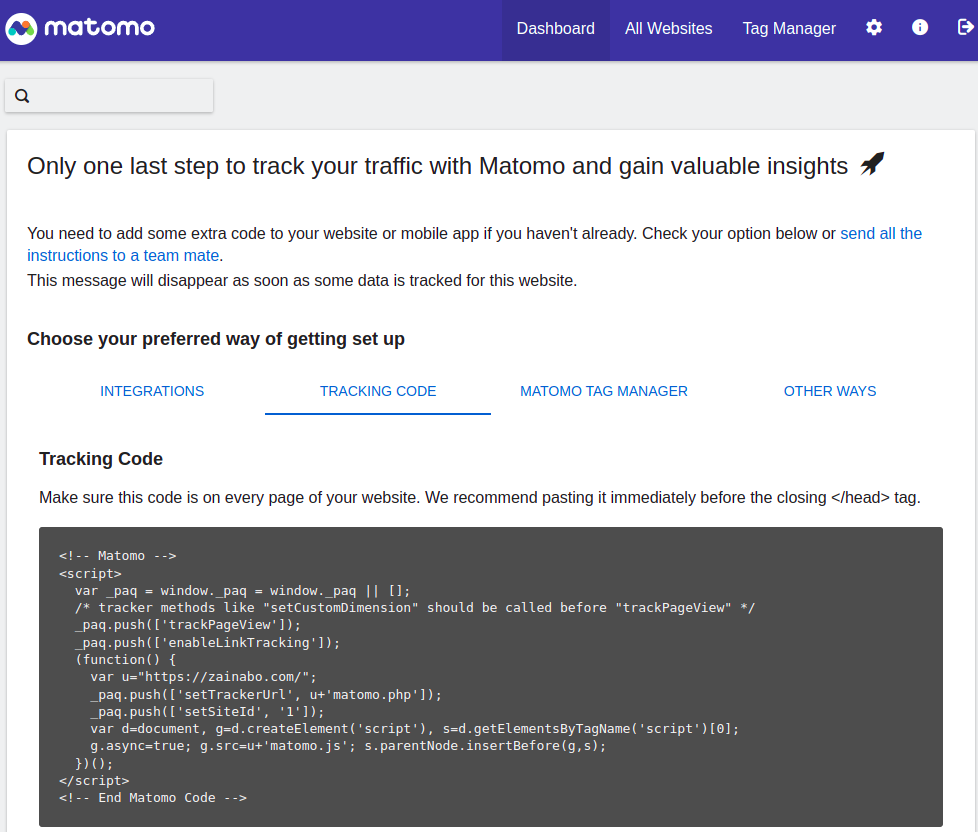 matomo
Dashboard
All Websites
Tag Manager
Only one last step to track your traffic with Matomo and gain valuable insights
You need to add some extra code to your website or mobile app if you haven't already. Check your option below or send all the
instructions to a team mate.
This message will disappear as soon as some data is tracked for this website.
Choose your preferred way of getting set up
INTEGRATIONS
TRACKING CODE
MATOMO TAG MANAGER
OTHER WAYS
Tracking Code
Make sure this code is on every page of your website. We recommend pasting it immediately before the closing </head> tag.
<!-- Matomo -->
<script>
  var _paq = window._paq = window._paq || [];
  /* tracker methods like "setCustomDimension" should be called before "trackPageView" */
  _paq.push(['trackPageView']);
  _paq.push(['enableLinkTracking']);
  (function() {
    var u="https://zainabo.com/";
    _paq.push(['setTrackerUrl', u+'matomo.php']);
    _paq.push(['setSiteId', '1']);
    var d=document, g=d.createElement('script'), s=d.getElementsByTagName('script')[0];
    g.async=true; g.src=u+'matomo.js'; s.parentNode.insertBefore(g,s);
  })();
</script>
<!-- End Matomo Code -->